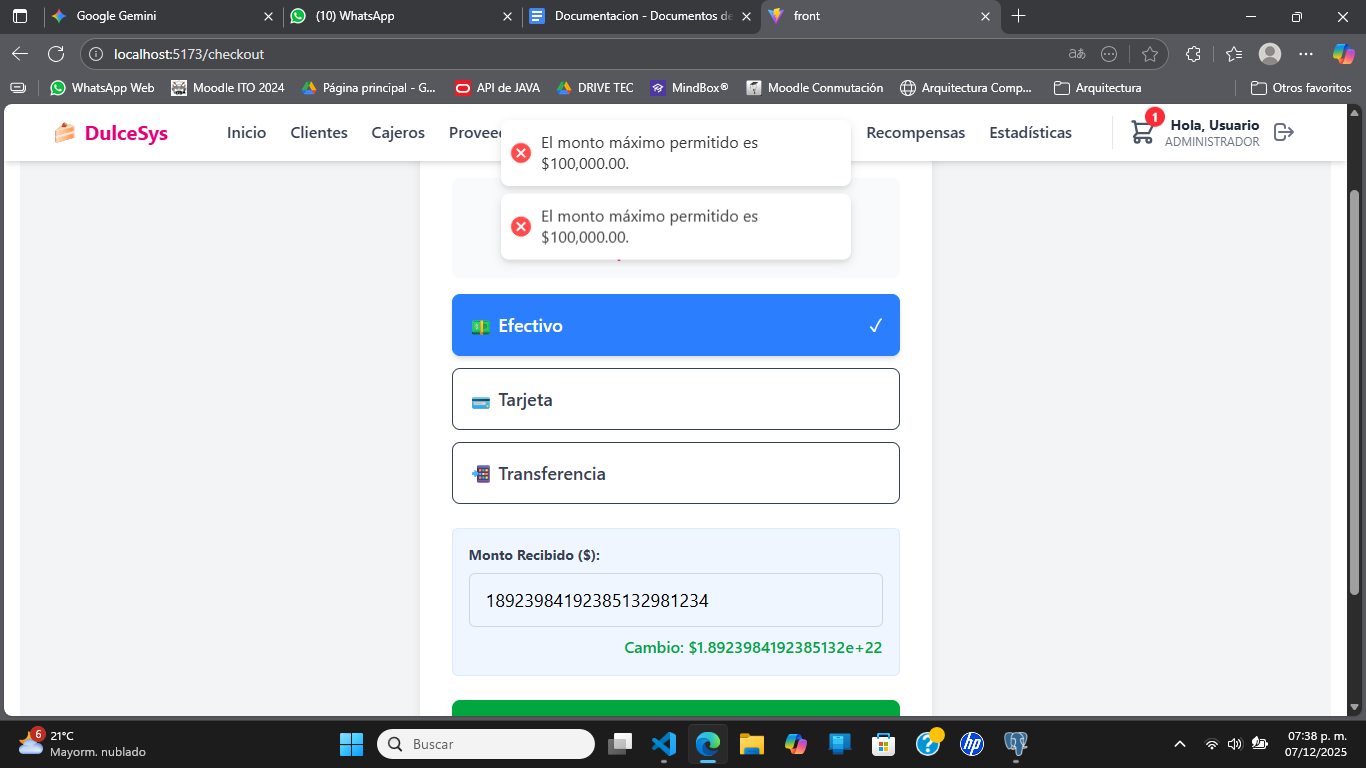 Google Gemini
(10) WhatsApp
Documentacion - Documentos de
front
localhost:5173/checkout
WhatsApp Web
Moodle ITO 2024
Página principal - G...
API de JAVA
DRIVE TEC
MindBox®
Moodle Conmutación
Arquitectura Comp...
Arquitectura
Otros favoritos
DulceSys
Inicio
Clientes
Cajeros
Recompensas
Estadísticas
1
Hola, Usuario
ADMINISTRADOR
El monto máximo permitido es
$100,000.00.
El monto máximo permitido es
$100,000.00.
Efectivo
Tarjeta
Transferencia
Monto Recibido ($):
18923984192385132981234
Cambio: $1.8923984192385132e+22
6
21°C
Mayorm. nublado
Buscar
07:38 p. m.
07/12/2025